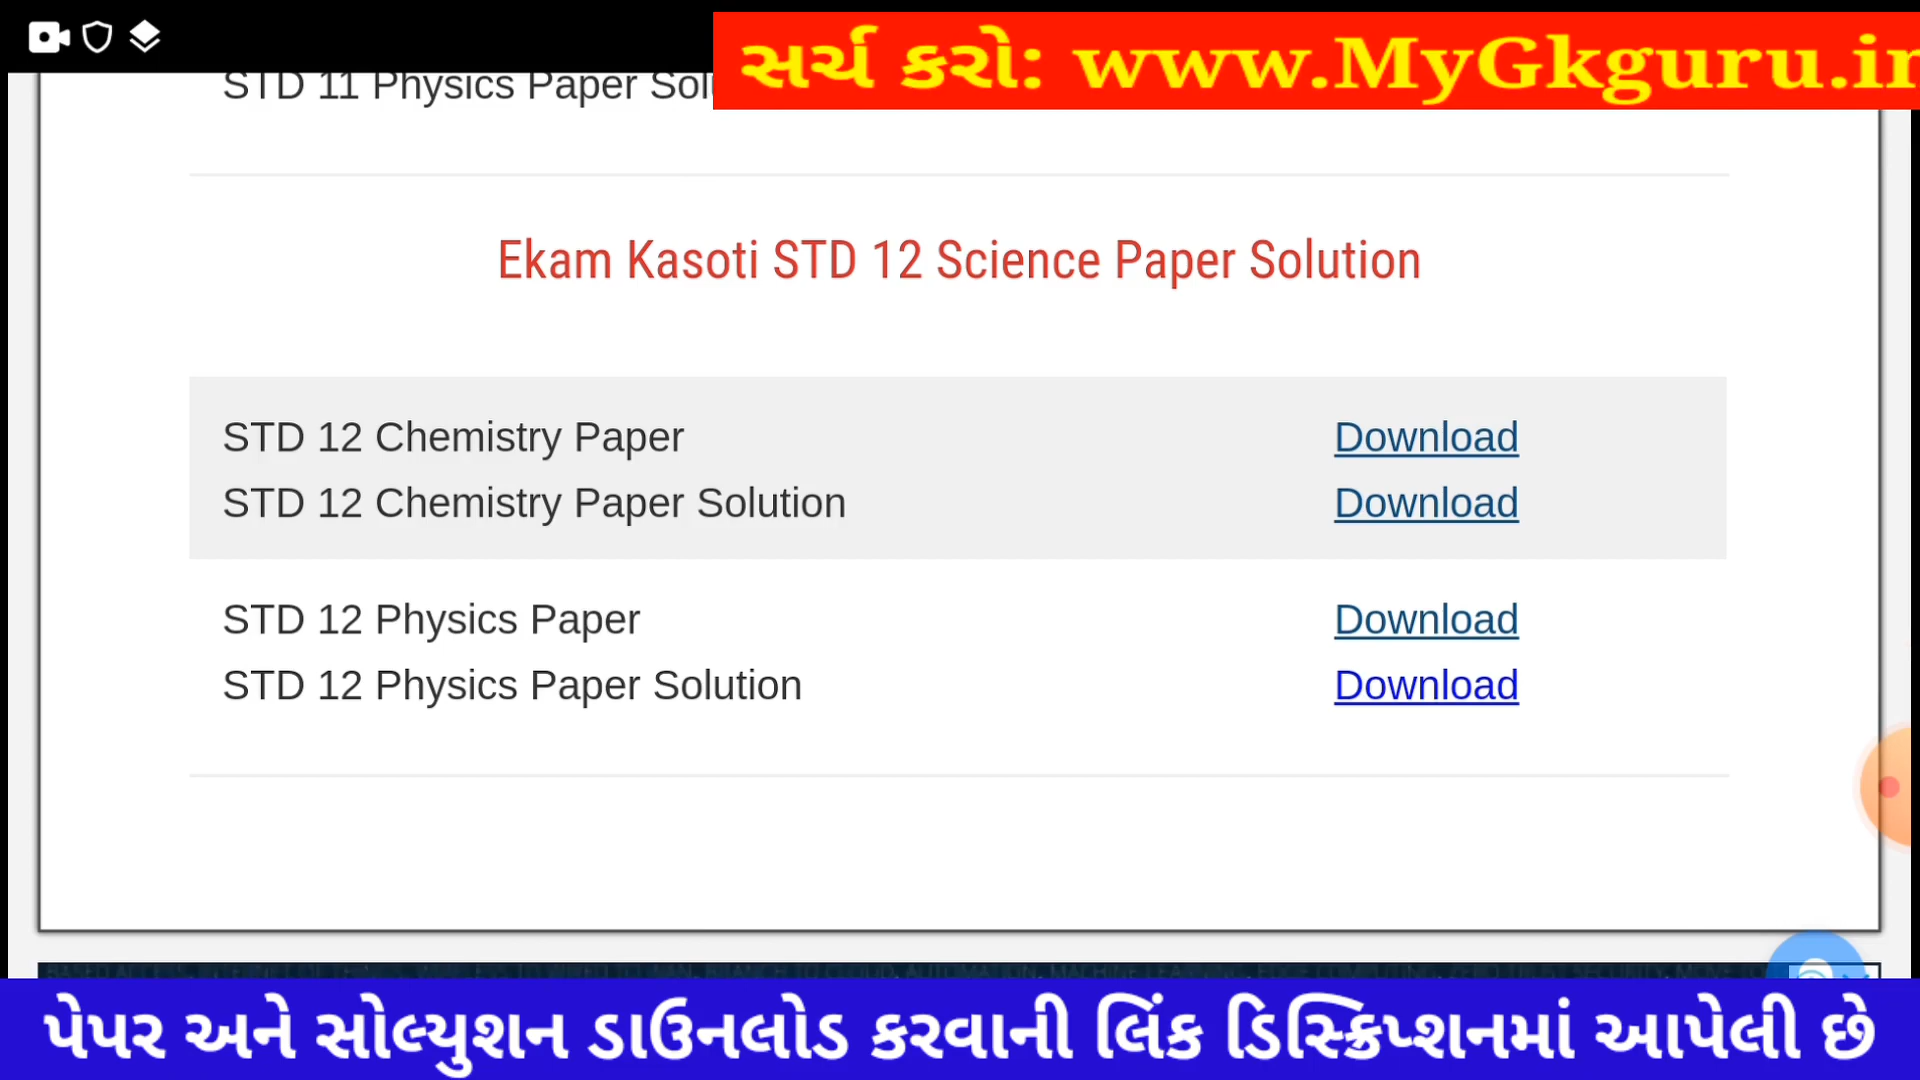 સર્ચ કરો: www.MyGkguru.in
STD 11 Physics Paper
Ekam Kasoti STD 12 Science Paper Solution
STD 12 Chemistry Paper Download
STD 12 Chemistry Paper Solution Download
STD 12 Physics Paper Download
STD 12 Physics Paper Solution Download
પેપર અને સોલ્યુશન ડાઉનલોડ કરવાની લિંક ડિસ્ક્રિપ્શનમાં આપેલી છે